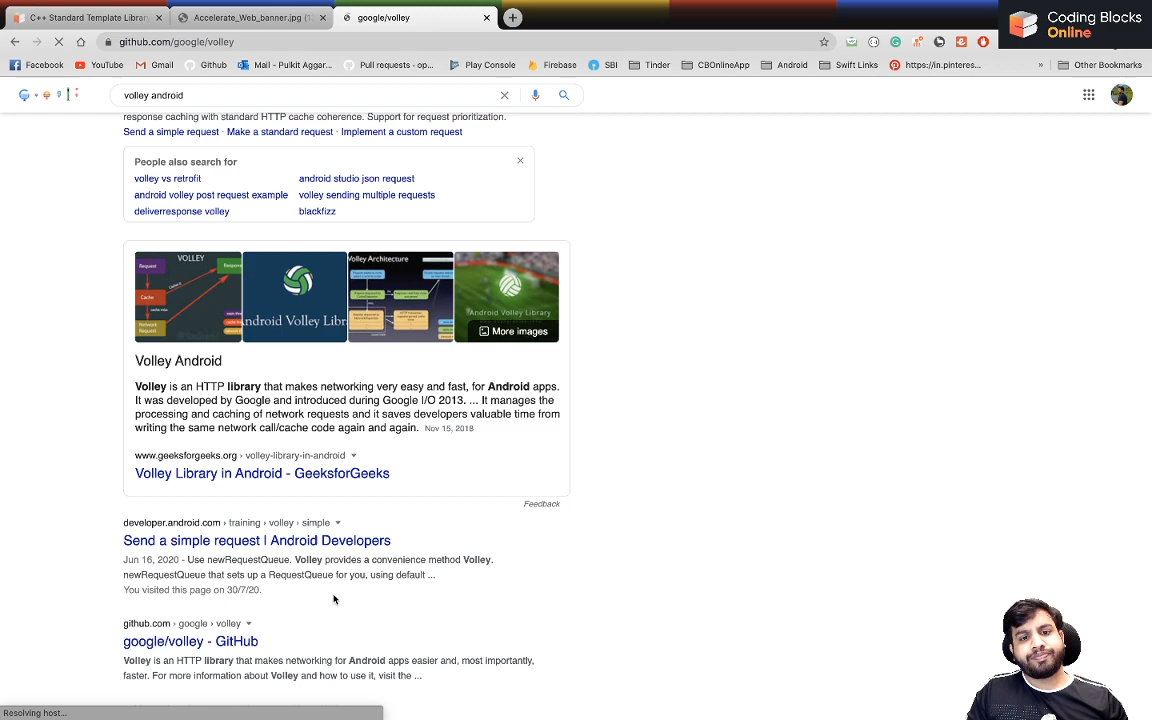 C++ Standard Template Library
Accelerate_Web_banner.jpg (1
google/volley
Coding Blocks
Online
github.com/google/volley
Facebook
YouTube
Gmail
Github
Mail - Pulkit Aggar...
Pull requests - op...
Play Console
Firebase
SBI
Tinder
CBOnlineApp
Android
Swift Links
https://in.pinteres...
»
Other Bookmarks
volley android
response caching with standard HTTP cache coherence. Support for request prioritization.
Send a simple request · Make a standard request · Implement a custom request
People also search for
volley vs retrofit
android studio json request
android volley post request example
volley sending multiple requests
deliverresponse volley
blackfizz
VOLLEY
Request
Cache
Network
Request
Android Volley Libr
Volley Architecture
Android Volley Library
More images
Volley Android
Volley is an HTTP library that makes networking very easy and fast, for Android apps.
It was developed by Google and introduced during Google I/O 2013. ... It manages the
processing and caching of network requests and it saves developers valuable time from
writing the same network call/cache code again and again. Nov 15, 2018
www.geeksforgeeks.org › volley-library-in-android
Volley Library in Android - GeeksforGeeks
Feedback
developer.android.com › training › volley › simple
Send a simple request | Android Developers
Jun 16, 2020 - Use newRequestQueue. Volley provides a convenience method Volley.
newRequestQueue that sets up a RequestQueue for you, using default ...
You visited this page on 30/7/20.
github.com › google › volley
google/volley - GitHub
Volley is an HTTP library that makes networking for Android apps easier and, most importantly,
faster. For more information about Volley and how to use it, visit the ...
Resolving host...